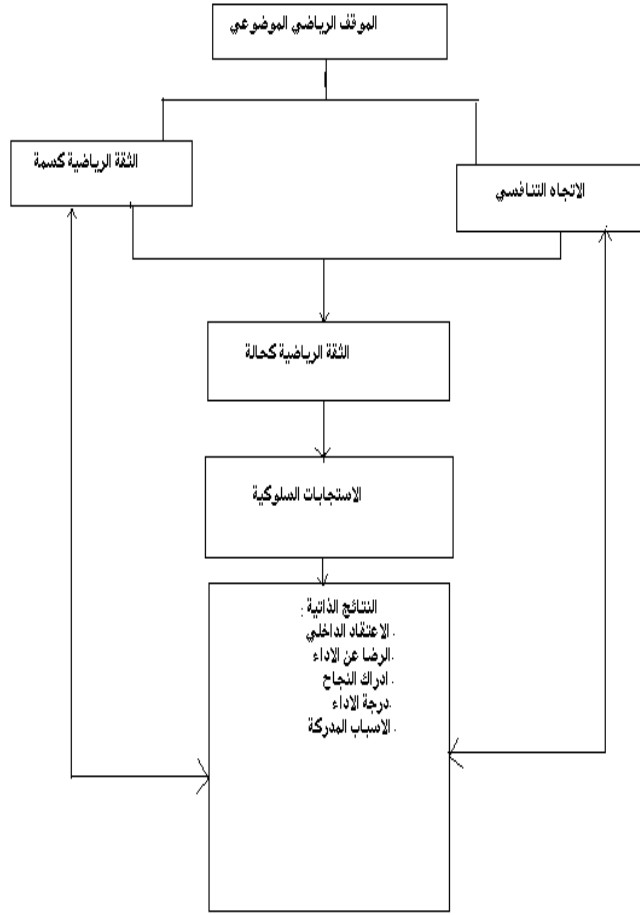 الموقف الرياضي الموضوعي
الثقة الرياضية كسمة
الاتجاه التنافسي
الثقة الرياضية كحالة
الاستجابات السلوكية
النتائج الذاتية :
. الاعتقاد الداخلي
.الرضا عن الاداء
. ادراك النجاح
.درجة الاداء
. الاسباب المدركة